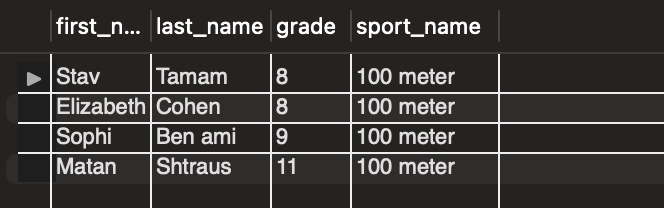 first_n... last_name grade sport_name
Stav Tamam 8 100 meter
Elizabeth Cohen 8 100 meter
Sophi Ben ami 9 100 meter
Matan Shtraus 11 100 meter